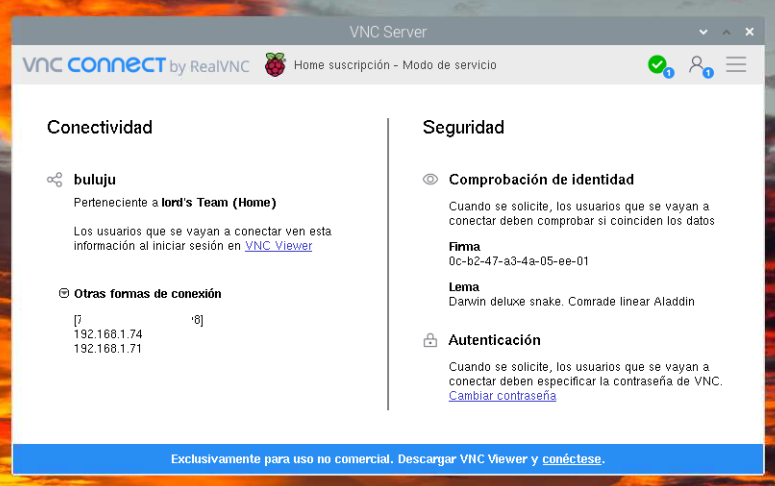 VNC Server
vnc connect by RealVNC
Home suscripción - Modo de servicio
1
1
Conectividad
buluju
Perteneciente a lord's Team (Home)
Los usuarios que se vayan a conectar ven esta
información al iniciar sesión en VNC Viewer
Otras formas de conexión
[7 '8]
192.168.1.74
192.168.1.71
Seguridad
Comprobación de identidad
Cuando se solicite, los usuarios que se vayan a
conectar deben comprobar si coinciden los datos
Firma
0c-b2-47-a3-4a-05-ee-01
Lema
Darwin deluxe snake. Comrade linear Aladdin
Autenticación
Cuando se solicite, los usuarios que se vayan a
conectar deben especificar la contraseña de VNC.
Cambiar contraseña
Exclusivamente para uso no comercial. Descargar VNC Viewer y conéctese.